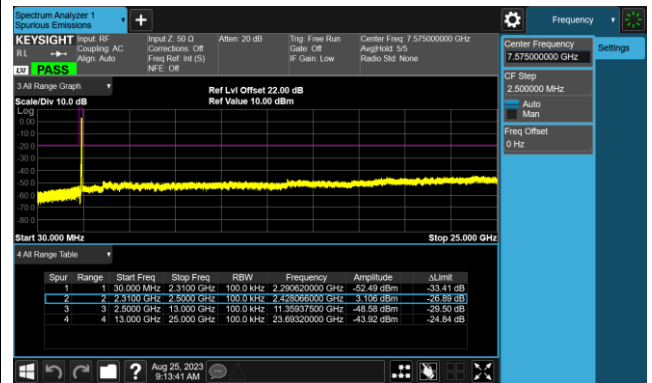 Spectrum Analyzer 1
Spurious Emissions
Frequency
KEYSIGHT Input: RF Input Z: 50 Ω Atten: 20 dB Trig: Free Run Center Freq: 7.575000000 GHz
RL Coupling: AC Corrections: Off Gate: Off Avg|Hold: 5/5
Align: Auto Freq Ref: Int (S) IF Gain: Low Radio Std: None
LXI PASS NFE: Off
Center Frequency
7.575000000 GHz
Settings
CF Step
2.500000 MHz
Auto
Man
Freq Offset
0 Hz
3 All Range Graph
Ref Lvl Offset 22.00 dB
Scale/Div 10.0 dB Ref Value 10.00 dBm
Log
0.00
-10.0
-20.0
-30.0
-40.0
-50.0
-60.0
-70.0
-80.0
Start 30.000 MHz Stop 25.000 GHz
4 All Range Table
Spur Range Start Freq Stop Freq RBW Frequency Amplitude ΔLimit
1 1 30.000 MHz 2.3100 GHz 100.0 kHz 2.290620000 GHz -52.49 dBm -33.41 dB
2 2 2.3100 GHz 2.5000 GHz 100.0 kHz 2.428066000 GHz 3.106 dBm -26.89 dB
3 3 2.5000 GHz 13.000 GHz 100.0 kHz 11.35937500 GHz -48.58 dBm -29.50 dB
4 4 13.000 GHz 25.000 GHz 100.0 kHz 23.69320000 GHz -43.92 dBm -24.84 dB
Aug 25, 2023
9:13:41 AM